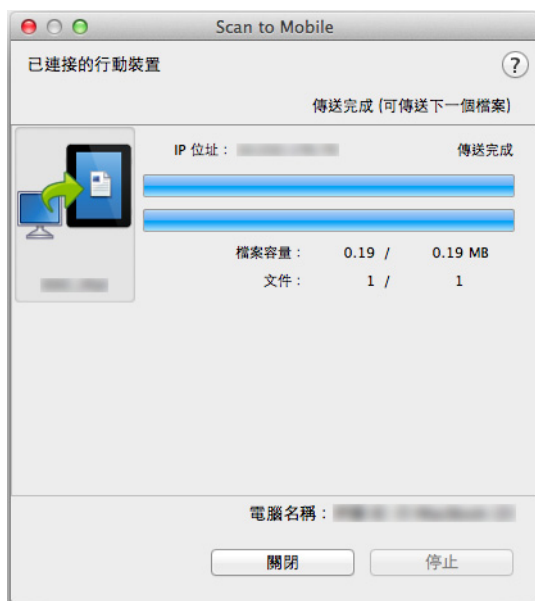 Scan to Mobile
已連接的行動裝置
?
傳送完成 (可傳送下一個檔案)
IP 位址： 傳送完成
檔案容量： 0.19 / 0.19 MB
文件： 1 / 1
電腦名稱：
關閉 停止